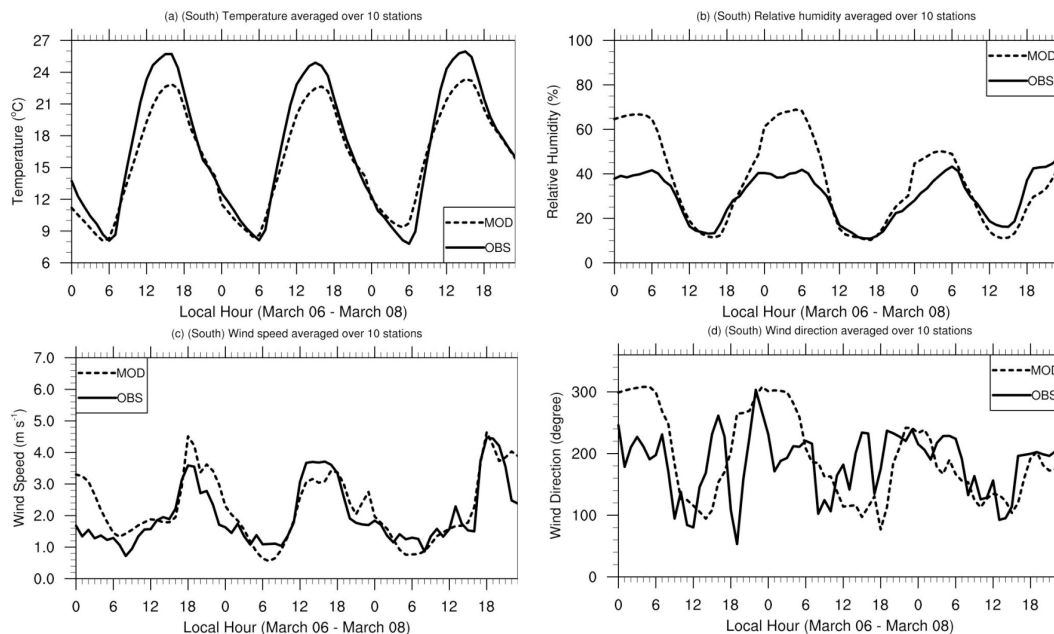 (a) (South) Temperature averaged over 10 stations
27
24
21
18
15
12
9
6
Temperature (°C)
MOD
OBS
0 6 12 18 0 6 12 18 0 6 12 18
Local Hour (March 06 - March 08)
(b) (South) Relative humidity averaged over 10 stations
100
80
60
40
20
0
Relative Humidity (%)
MOD
OBS
0 6 12 18 0 6 12 18 0 6 12 18
Local Hour (March 06 - March 08)
(c) (South) Wind speed averaged over 10 stations
7.0
6.0
5.0
4.0
3.0
2.0
1.0
0.0
Wind Speed (m s⁻¹)
MOD
OBS
0 6 12 18 0 6 12 18 0 6 12 18
Local Hour (March 06 - March 08)
(d) (South) Wind direction averaged over 10 stations
300
200
100
0
Wind Direction (degree)
MOD
OBS
0 6 12 18 0 6 12 18 0 6 12 18
Local Hour (March 06 - March 08)